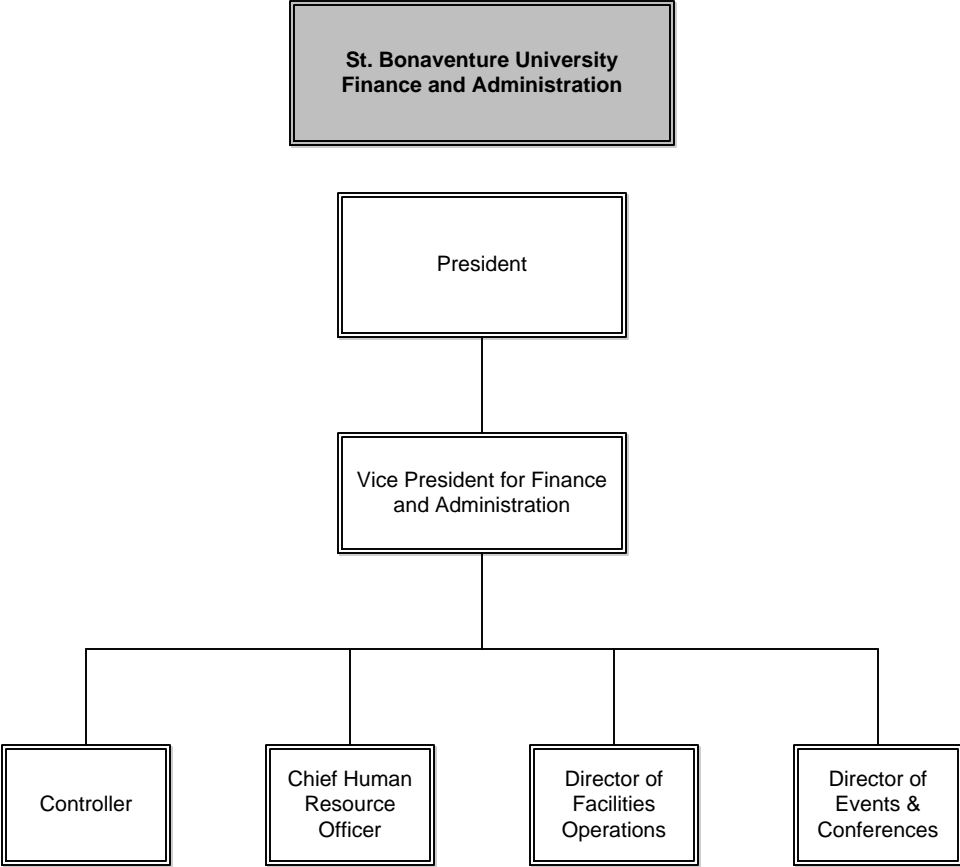 St. Bonaventure University
Finance and Administration
President
Vice President for Finance
and Administration
Controller
Chief Human
Resource
Officer
Director of
Facilities
Operations
Director of
Events &
Conferences